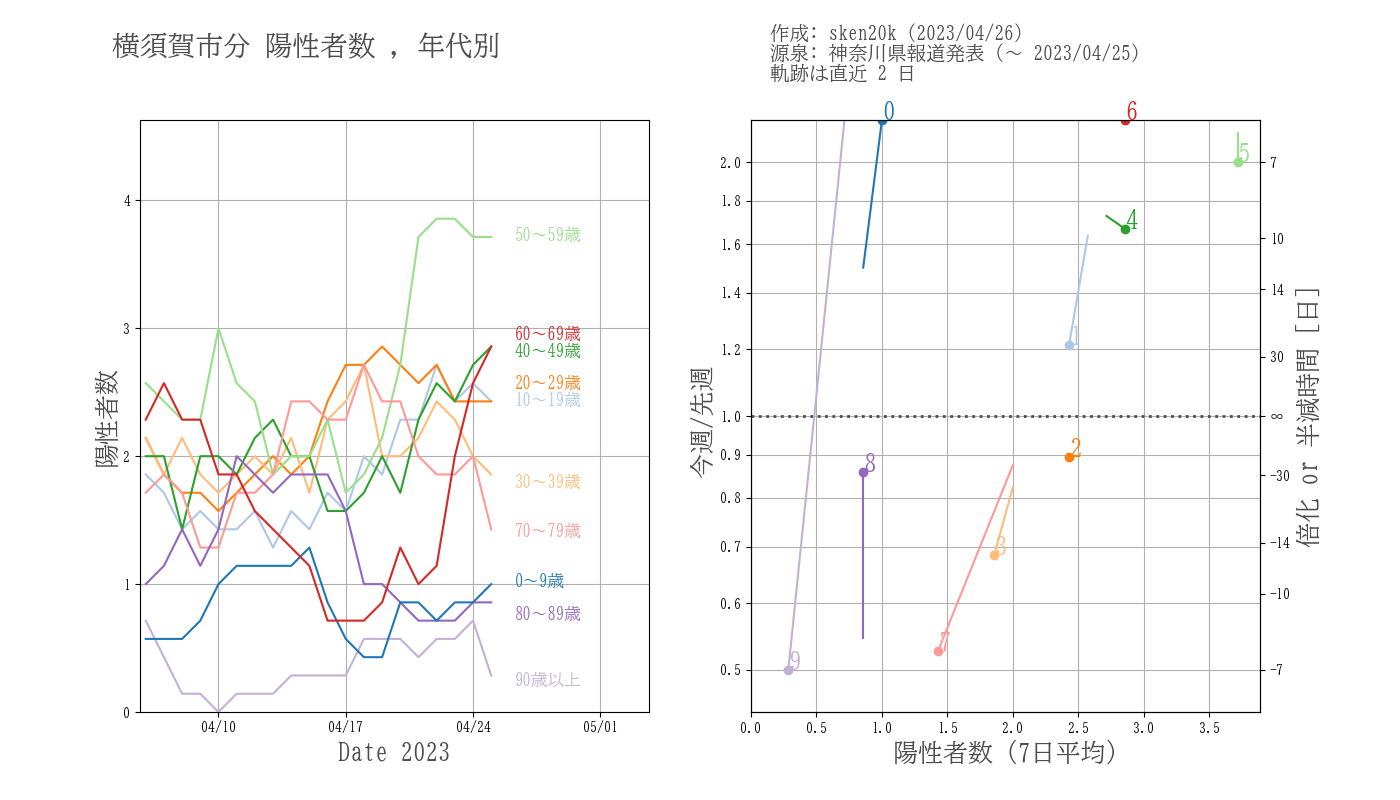 横須賀市分 陽性者数 , 年代別
作成: sken20k (2023/04/26)
源泉: 神奈川県報道発表 (～ 2023/04/25)
軌跡は直近 2 日
陽性者数
4
3
2
1
0
50～59歳
60～69歳
40～49歳
20～29歳
10～19歳
30～39歳
70～79歳
0～9歳
80～89歳
90歳以上
04/10
04/17
04/24
05/01
Date 2023
今週/先週
2.0
1.8
1.6
1.4
1.2
1.0
0.9
0.8
0.7
0.6
0.5
0
6
5
4
1
2
8
3
7
9
7
10
14
30
∞
−30
−14
−10
−7
倍化 or 半減時間 [日]
0.0
0.5
1.0
1.5
2.0
2.5
3.0
3.5
陽性者数 (7日平均)